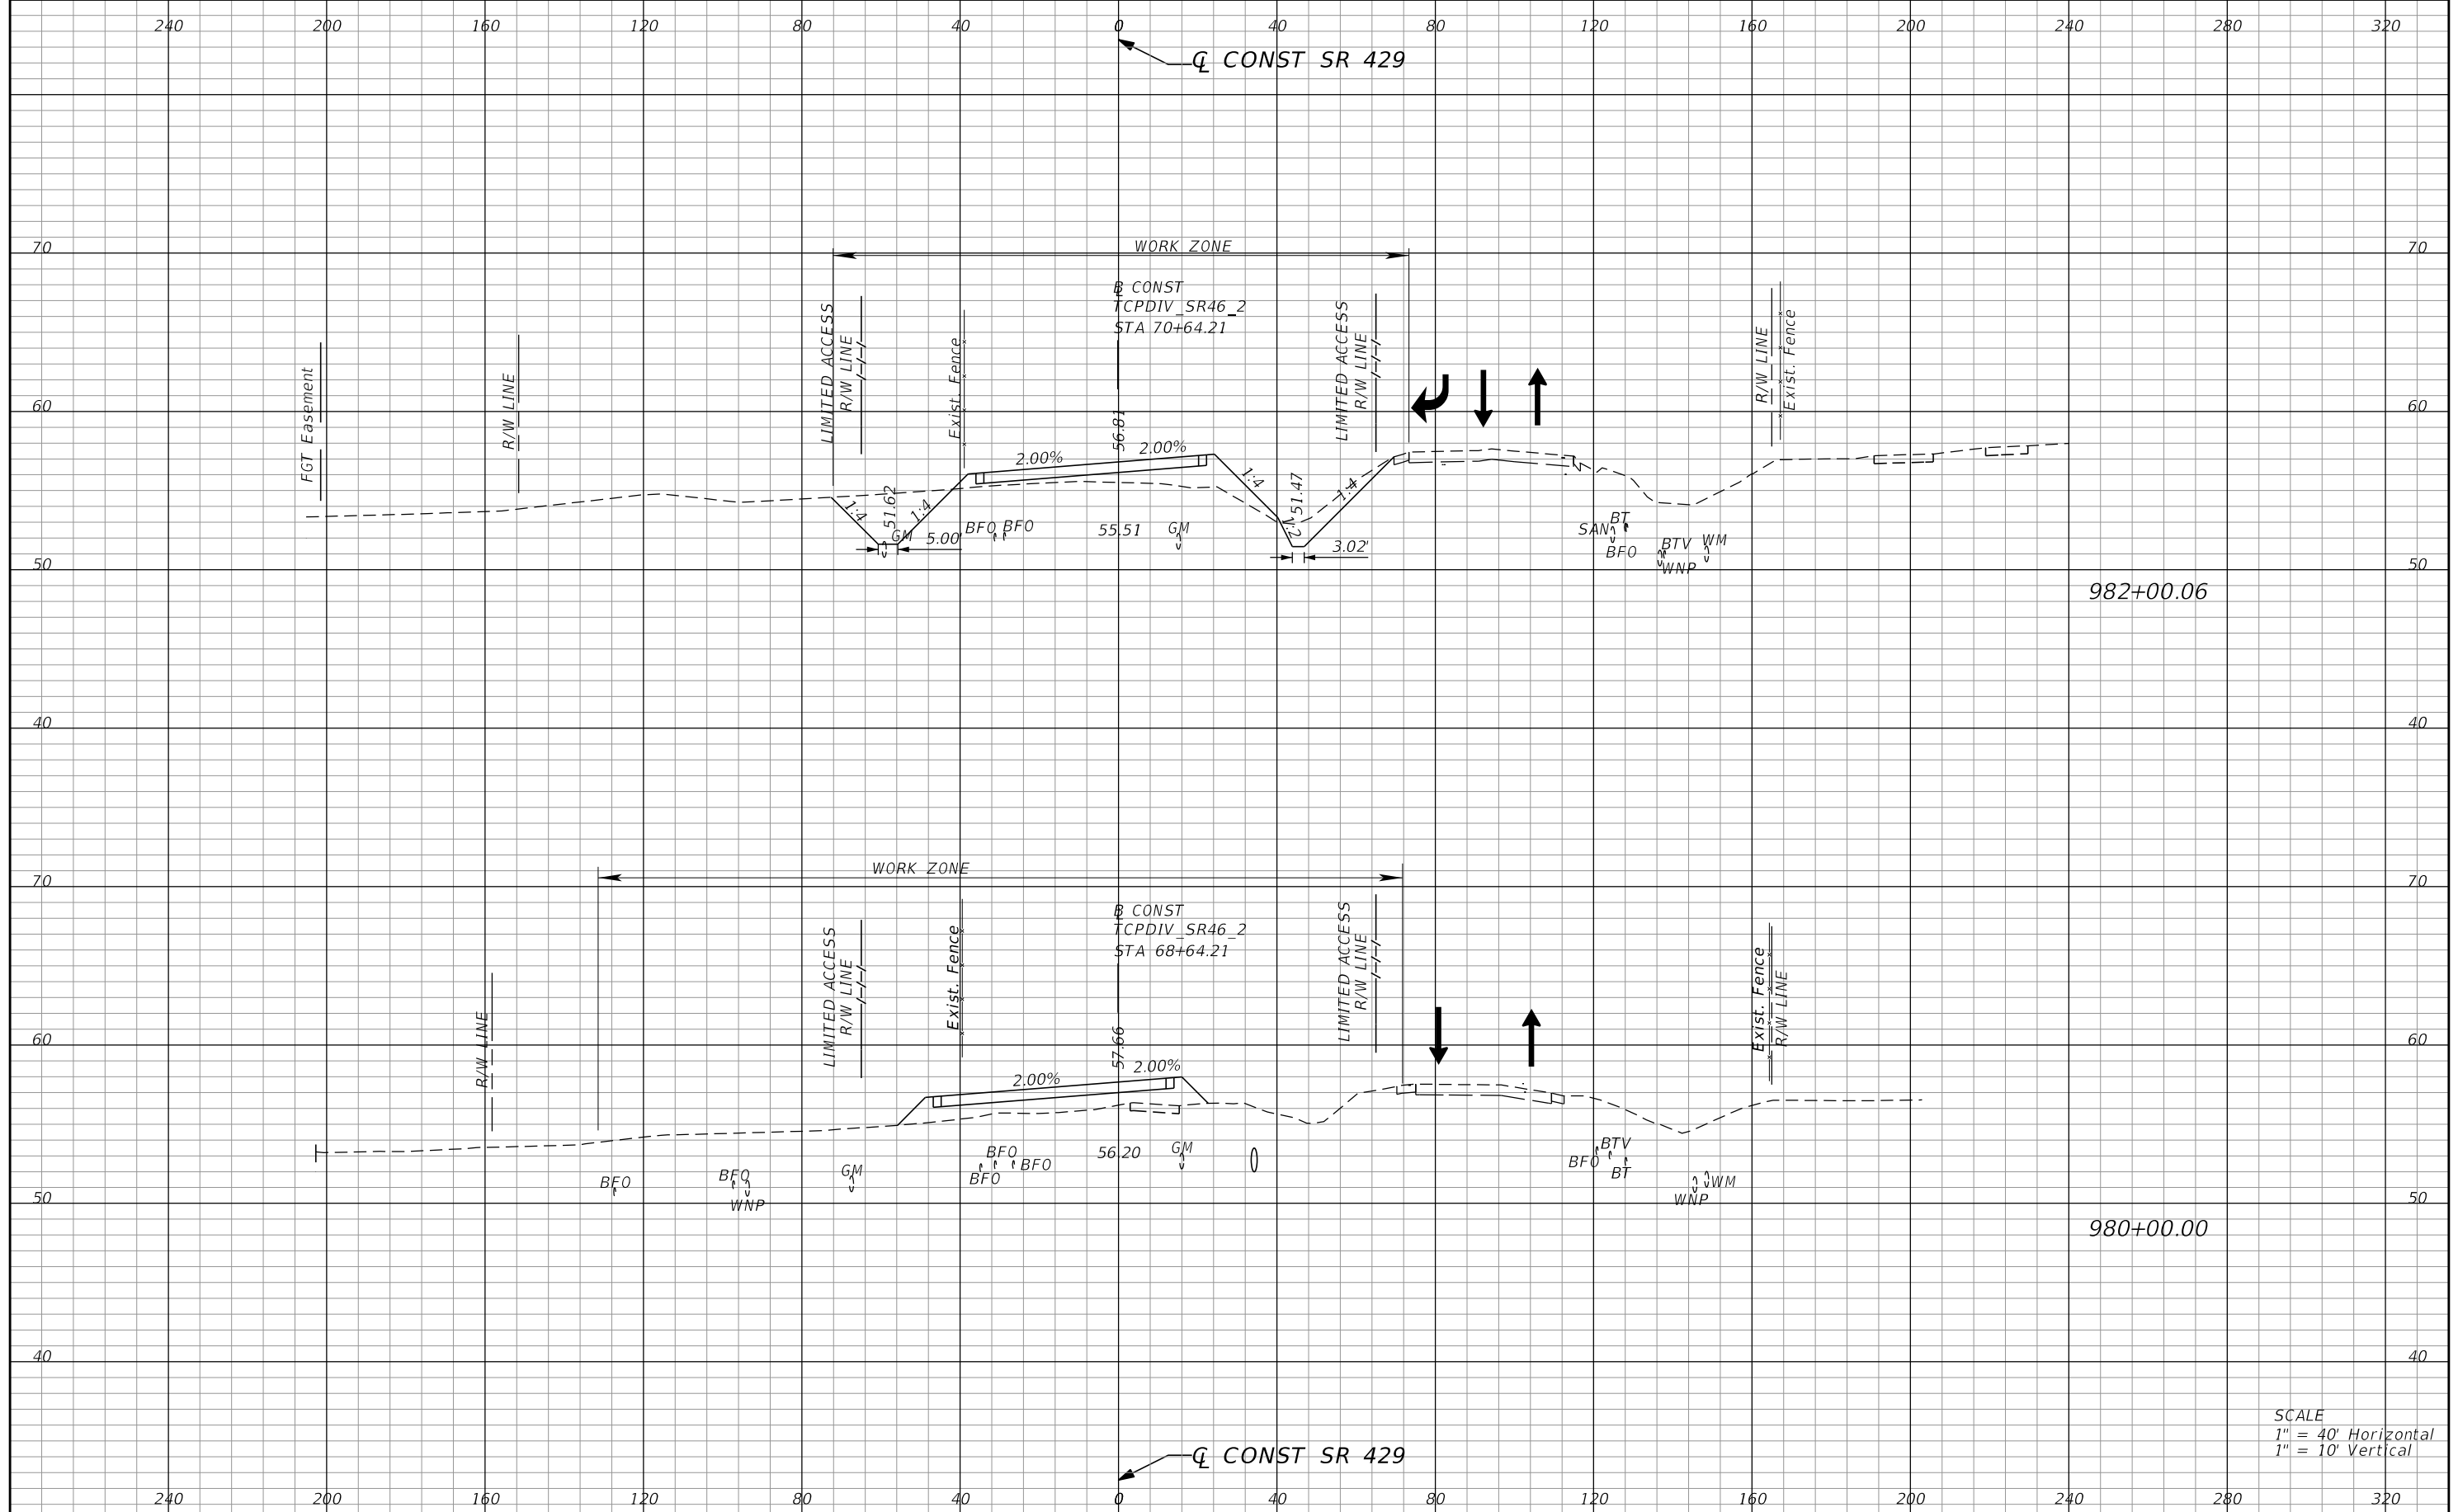 240 200 160 120 80 40 0 40 80 120 160 200 240 280 320
℄ CONST SR 429
70 WORK ZONE 70
℄ CONST
TCPDIV_SR46_2
STA 70+64.21
FGT Easement
R/W LINE
LIMITED ACCESS
R/W LINE
Exist. Fence
56.81
LIMITED ACCESS
R/W LINE
R/W LINE
Exist. Fence
60 60
2.00% 2.00%
1:4
51.62
1:4
1:4
51.47
1:4
GM 5.00' BFO BFO 55.51 GM
3.02'
SAN BT
BFO BTV WM
WNP
50 50
982+00.06
40 40
70 WORK ZONE 70
℄ CONST
TCPDIV_SR46_2
STA 68+64.21
R/W LINE
LIMITED ACCESS
R/W LINE
Exist. Fence
57.66
LIMITED ACCESS
R/W LINE
Exist. Fence
R/W LINE
60 60
2.00% 2.00%
BFO BFO WNP GM BFO BFO BFO 56.20 GM
BFO BTV BT WNP WM
50 50
980+00.00
40 40
SCALE
1" = 40' Horizontal
1" = 10' Vertical
℄ CONST SR 429
240 200 160 120 80 40 0 40 80 120 160 200 240 280 320